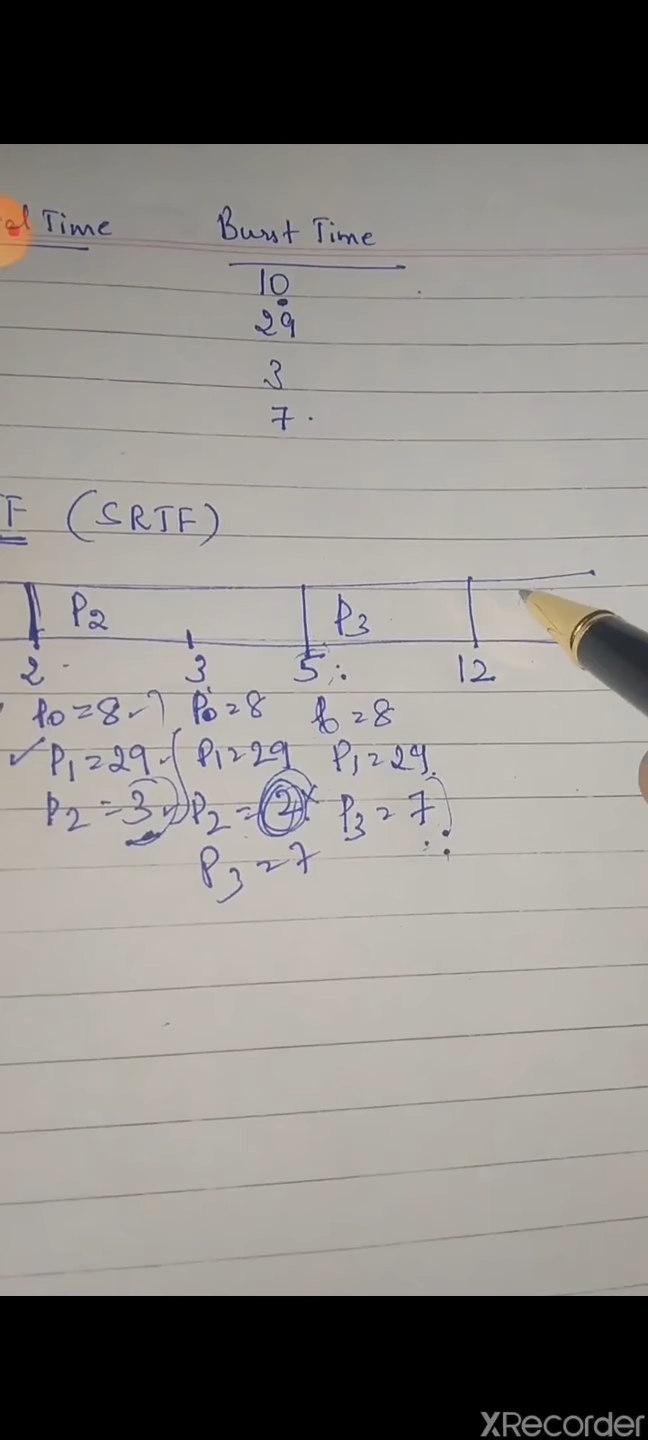 al Time Burst Time
10
29
3
7
F (SRTF)
P2 P3
2 3 5 12
P0 = 8 P0 = 8 P0 = 8
P1 = 29 P1 = 29 P1 = 29
P2 = 3 P2 = 2 P3 = 7
P3 = 7
XRecorder